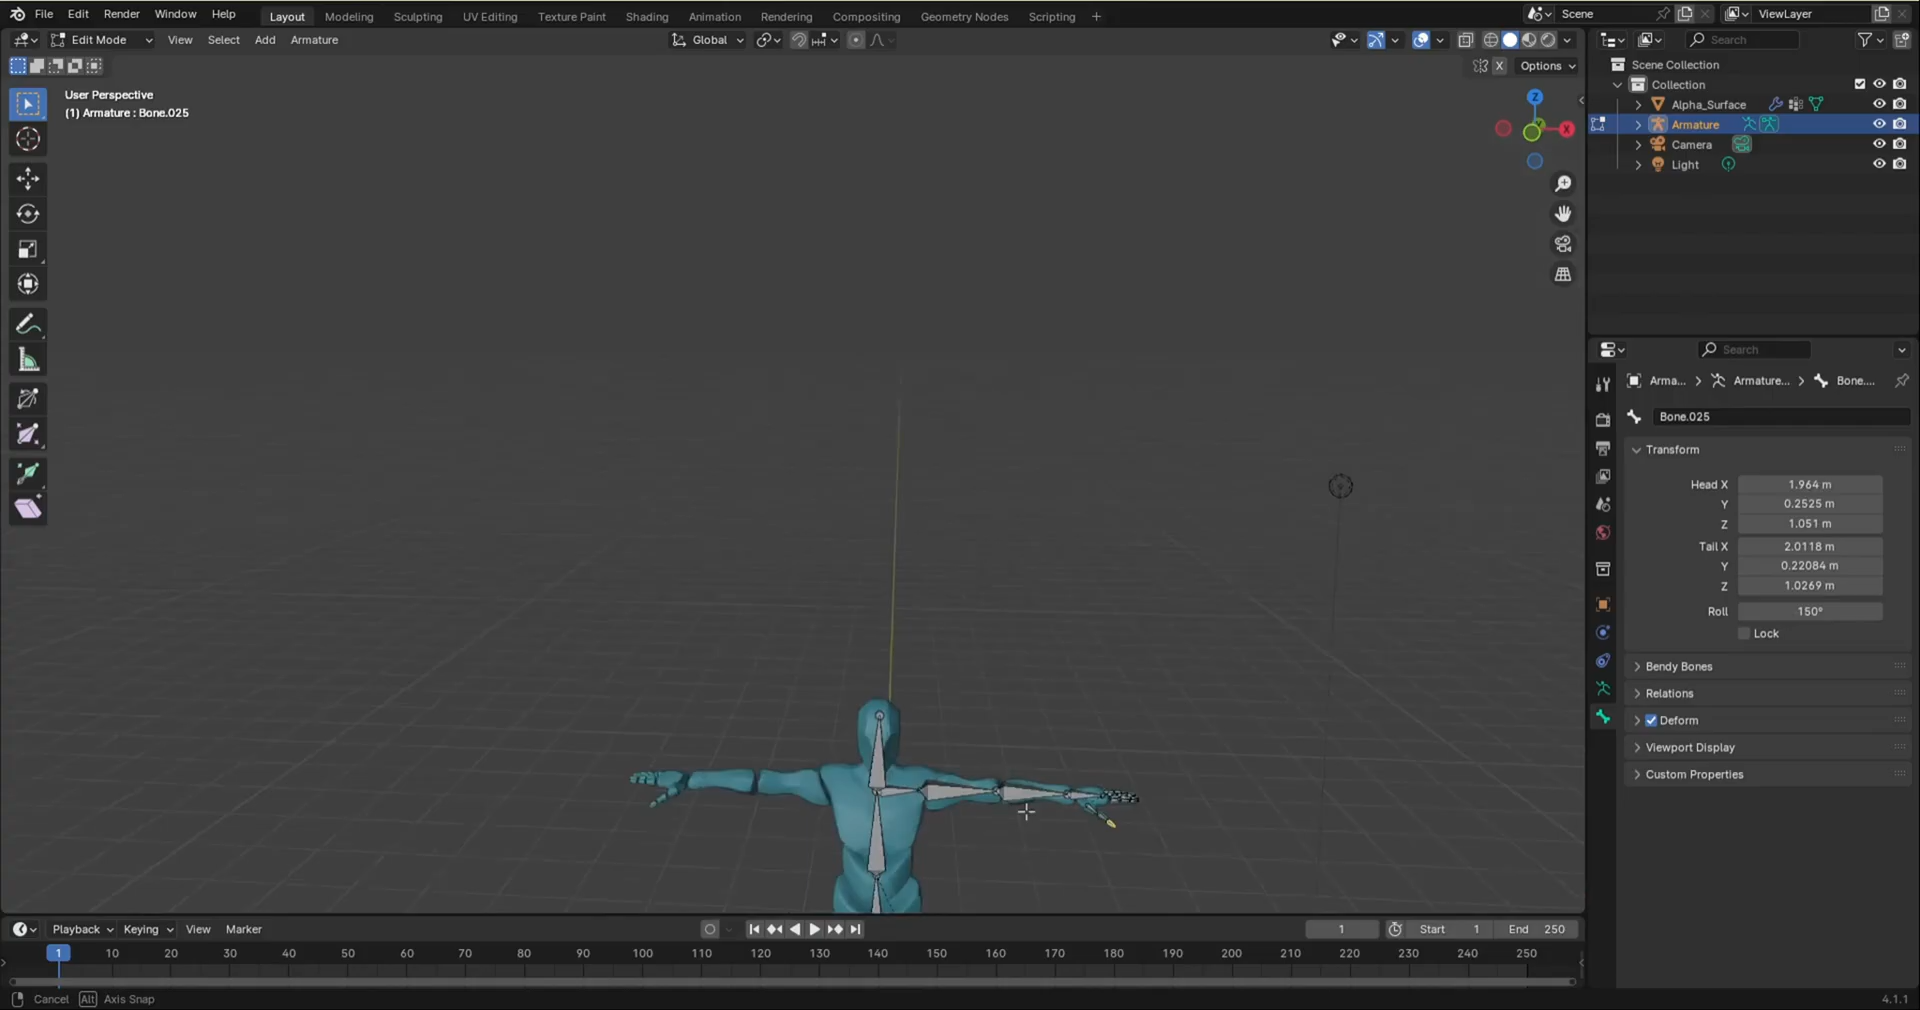 File Edit Render Window Help Layout Modeling Sculpting UV Editing Texture Paint Shading Animation Rendering Compositing Geometry Nodes Scripting + Scene ViewLayer
Edit Mode View Select Add Armature Global Search
X Options
User Perspective
(1) Armature : Bone.025
Z
X
Scene Collection
Collection
Alpha_Surface
Armature
Camera
Light
Search
Arma... > Armature... > Bone....
Bone.025
Transform
Head X 1.964 m
Y 0.2525 m
Z 1.051 m
Tail X 2.0118 m
Y 0.22084 m
Z 1.0269 m
Roll 150°
Lock
Bendy Bones
Relations
Deform
Viewport Display
Custom Properties
Playback Keying View Marker 1 Start 1 End 250
1 10 20 30 40 50 60 70 80 90 100 110 120 130 140 150 160 170 180 190 200 210 220 230 240 250
Cancel Alt Axis Snap 4.1.1